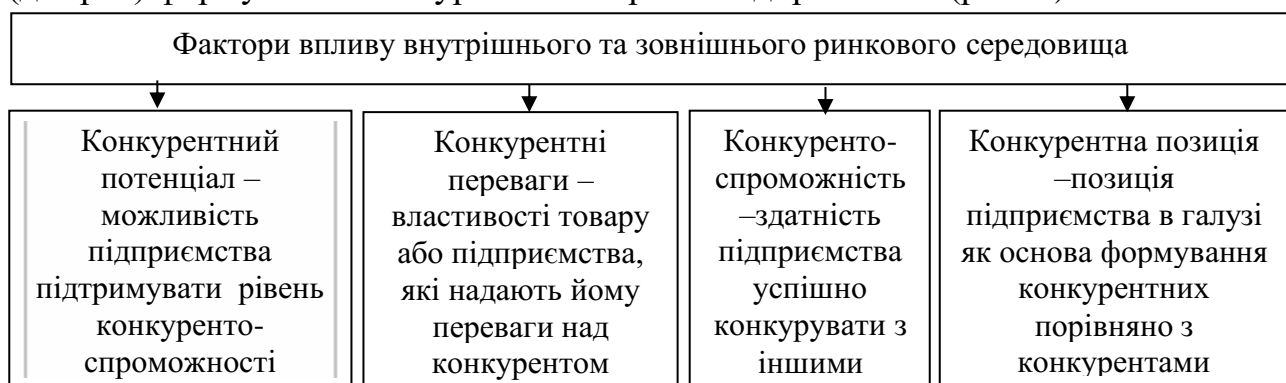 Фактори впливу внутрішнього та зовнішнього ринкового середовища
Конкурентний
потенціал –
можливість
підприємства
підтримувати рівень
конкуренто-
спроможності
Конкурентні
переваги –
властивості товару
або підприємства,
які надають йому
переваги над
конкурентом
Конкуренто-
спроможність
–здатність
підприємства
успішно
конкурувати з
іншими
Конкурентна позиція
–позиція
підприємства в галузі
як основа формування
конкурентних
порівняно з
конкурентами